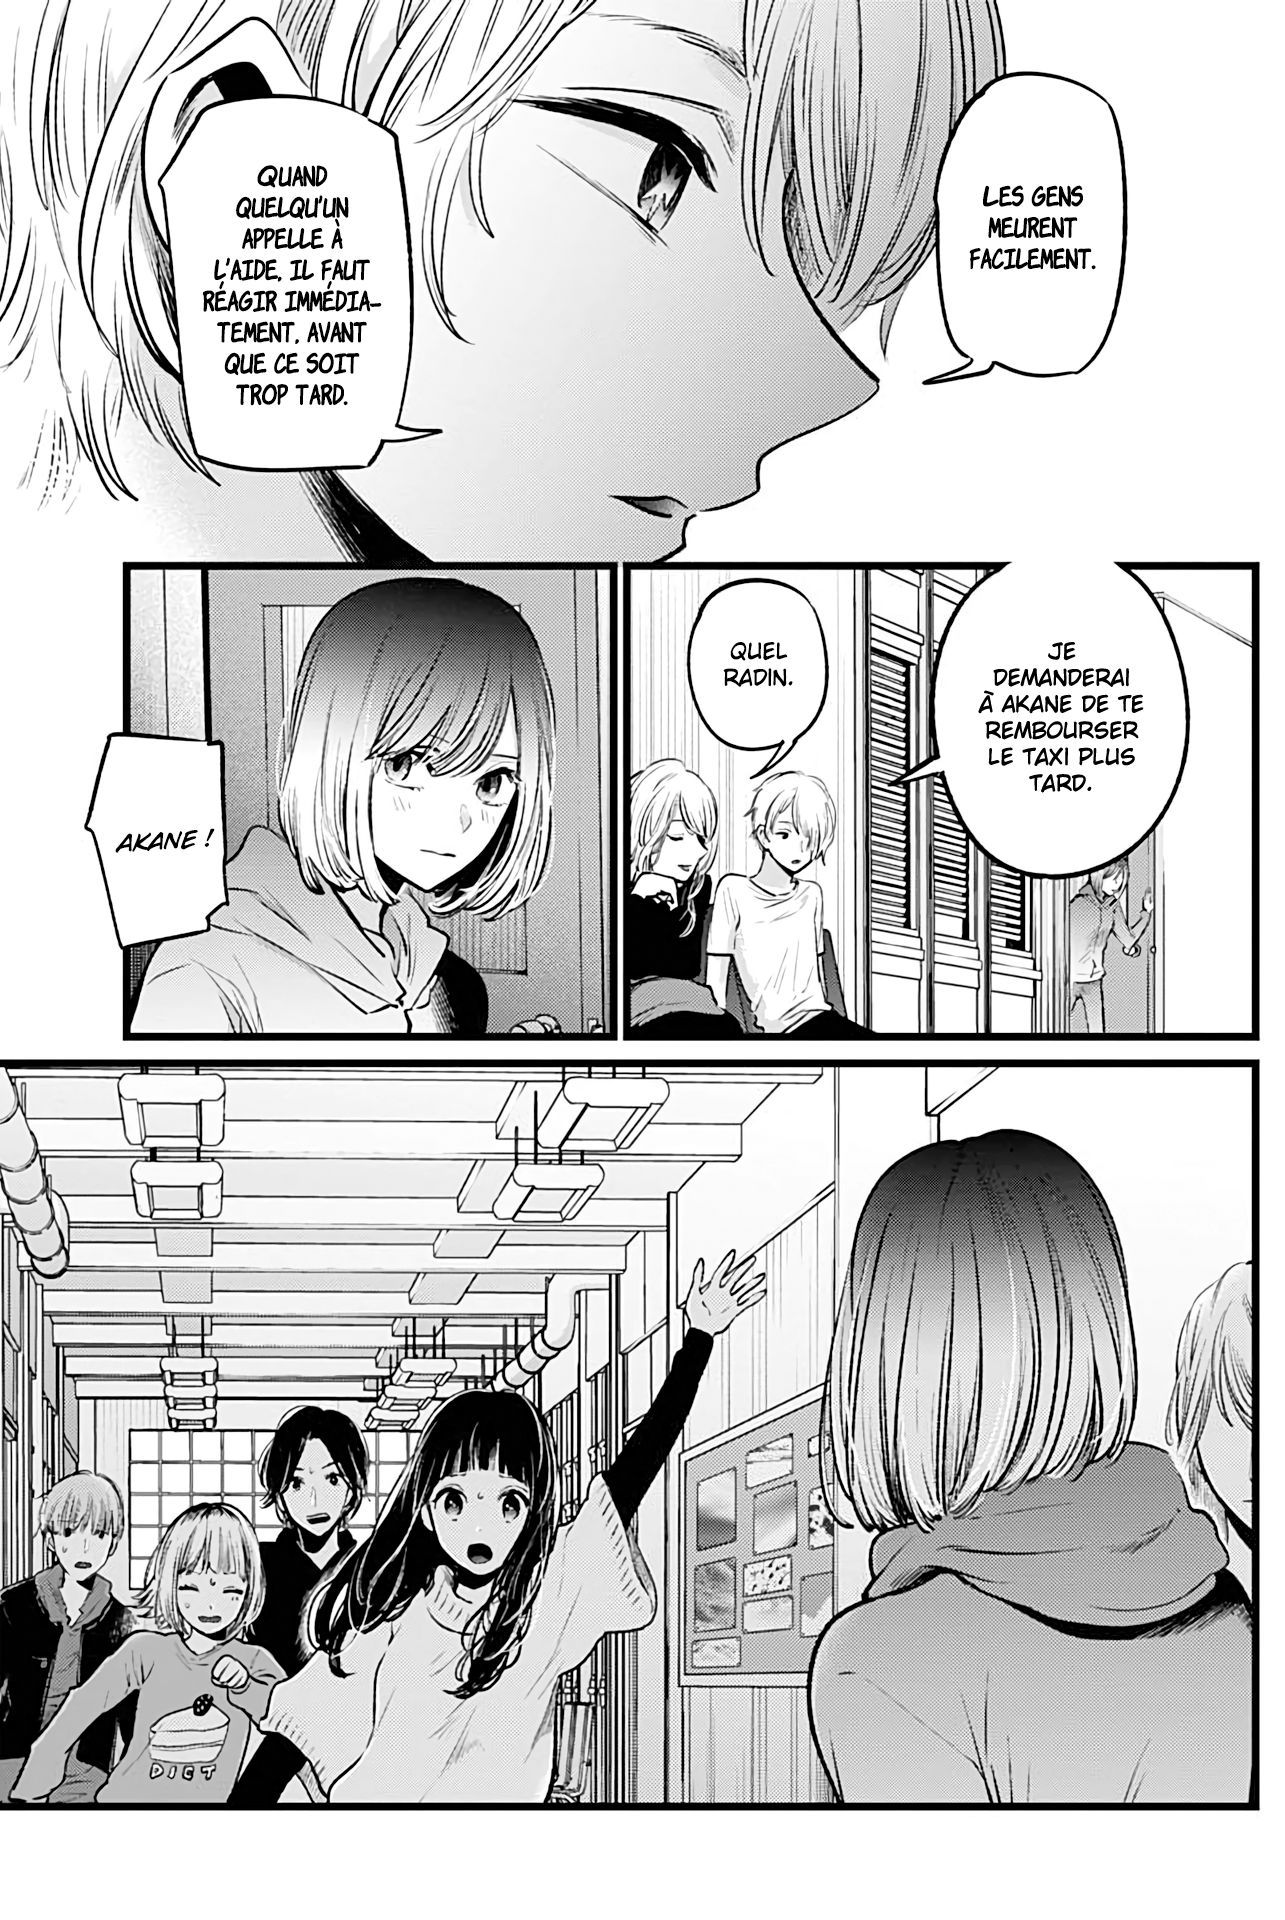 LES GENS
MEURENT
FACILEMENT.
QUAND
QUELQU'UN
APPELLE À
L'AIDE, IL FAUT
RÉAGIR IMMÉDIA-
TEMENT, AVANT
QUE CE SOIT
TROP TARD.
JE
DEMANDERAI
À AKANE DE TE
REMBOURSER
LE TAXI PLUS
TARD.
QUEL
RADIN.
AKANE !
DIET